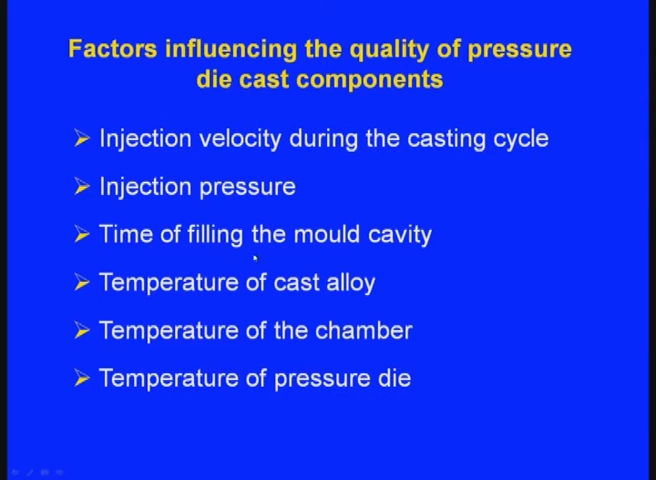 Factors influencing the quality of pressure
die cast components
Injection velocity during the casting cycle
Injection pressure
Time of filling the mould cavity
Temperature of cast alloy
Temperature of the chamber
Temperature of pressure die